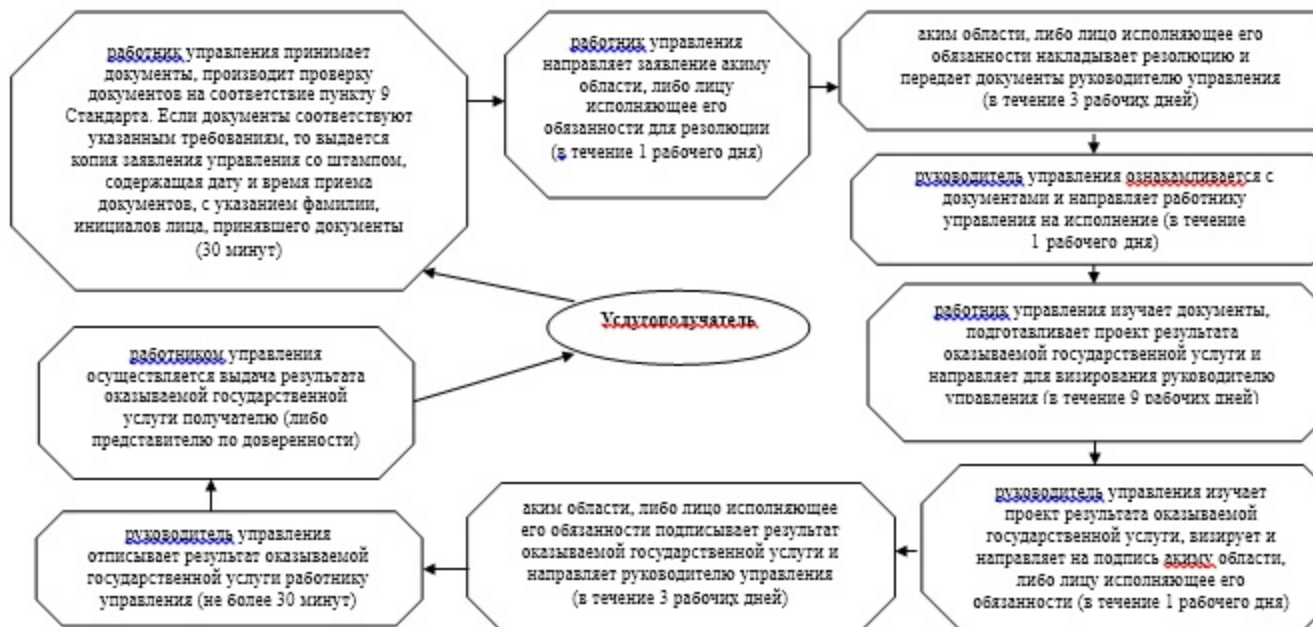 работник управления принимает
документы, производит проверку
документов на соответствие пункту 9
Стандарта. Если документы соответствуют
указанным требованиям, то выдается
копия заявления управления со штампом,
содержащая дату и время приема
документов, с указанием фамилии,
инициалов лица, принявшего документы
(30 минут)
работник управления
направляет заявление акиму
области, либо лицу
исполняющее его
обязанности для резолюции
(в течение 1 рабочего дня)
аким области, либо лицо исполняющее его
обязанности накладывает резолюцию и
передает документы руководителю управления
(в течение 3 рабочих дней)
руководитель управления ознакамливается с
документами и направляет работнику
управления на исполнение (в течение
1 рабочего дня)
работник управления изучает документы,
подготавливает проект результата
оказываемой государственной услуги и
направляет для визирования руководителю
управления (в течение 9 рабочих дней)
руководитель управления изучает
проект результата оказываемой
государственной услуги, визирует и
направляет на подпись акиму области,
либо лицу исполняющее его
обязанности (в течение 1 рабочего дня)
аким области, либо лицо исполняющее
его обязанности подписывает результат
оказываемой государственной услуги и
направляет руководителю управления
(в течение 3 рабочих дней)
руководитель управления
отписывает результат оказываемой
государственной услуги работнику
управления (не более 30 минут)
работником управления
осуществляется выдача результата
оказываемой государственной
услуги получателю (либо
представителю по доверенности)
Услугополучатель